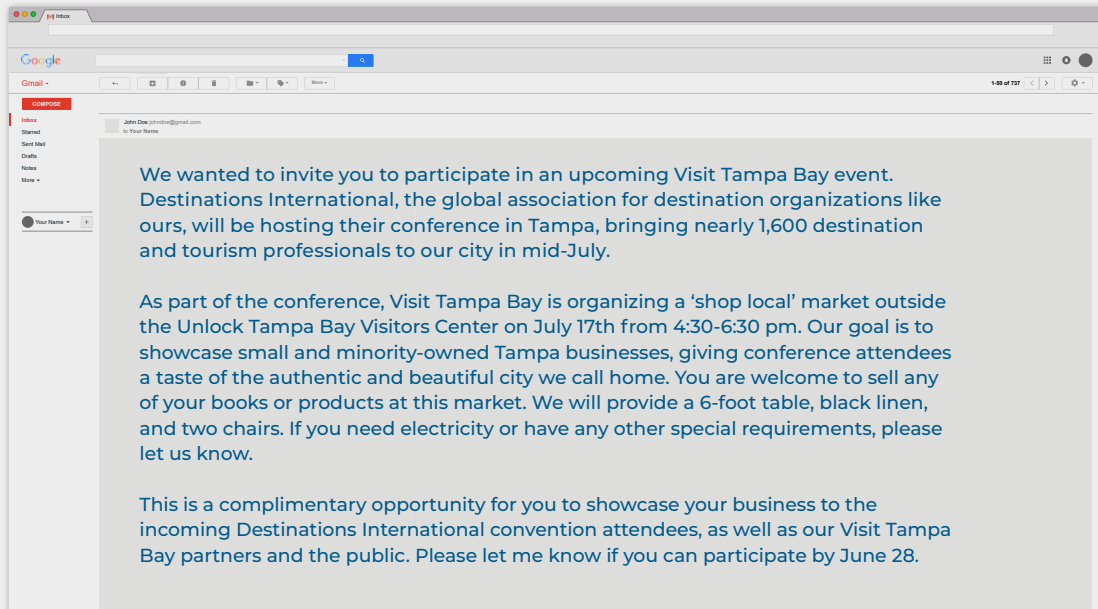 Inbox
Google
Gmail
More
1-50 of 737
COMPOSE
Inbox
Starred
Sent Mail
Drafts
Notes
More
Your Name
+
John Doe johndoe@gmail.com
to Your Name
We wanted to invite you to participate in an upcoming Visit Tampa Bay event.
Destinations International, the global association for destination organizations like
ours, will be hosting their conference in Tampa, bringing nearly 1,600 destination
and tourism professionals to our city in mid-July.
As part of the conference, Visit Tampa Bay is organizing a ‘shop local’ market outside
the Unlock Tampa Bay Visitors Center on July 17th from 4:30-6:30 pm. Our goal is to
showcase small and minority-owned Tampa businesses, giving conference attendees
a taste of the authentic and beautiful city we call home. You are welcome to sell any
of your books or products at this market. We will provide a 6-foot table, black linen,
and two chairs. If you need electricity or have any other special requirements, please
let us know.
This is a complimentary opportunity for you to showcase your business to the
incoming Destinations International convention attendees, as well as our Visit Tampa
Bay partners and the public. Please let me know if you can participate by June 28.